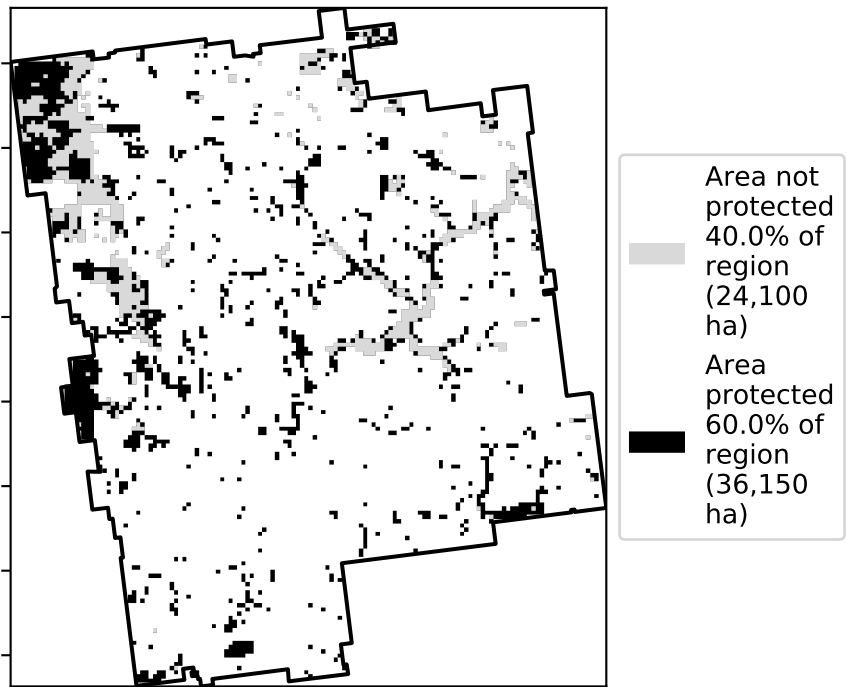 Area not
protected
40.0% of
region
(24,100
ha)
Area
protected
60.0% of
region
(36,150
ha)